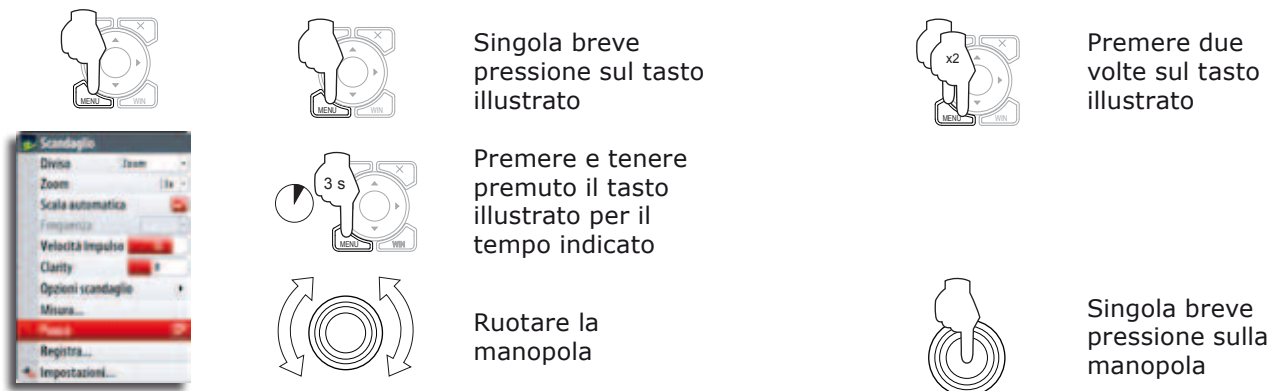 MENU
WIN
Scandaglio
Divisa Zoom
Zoom 1x
Scala automatica
Frequenza
Velocità impulso
Clarity
Opzioni scandaglio
Misura...
Registra...
Impostazioni...
MENU
WIN
Singola breve
pressione sul tasto
illustrato
3 s
MENU
WIN
Premere e tenere
premuto il tasto
illustrato per il
tempo indicato
Ruotare la
manopola
x2
MENU
WIN
Premere due
volte sul tasto
illustrato
Singola breve
pressione sulla
manopola